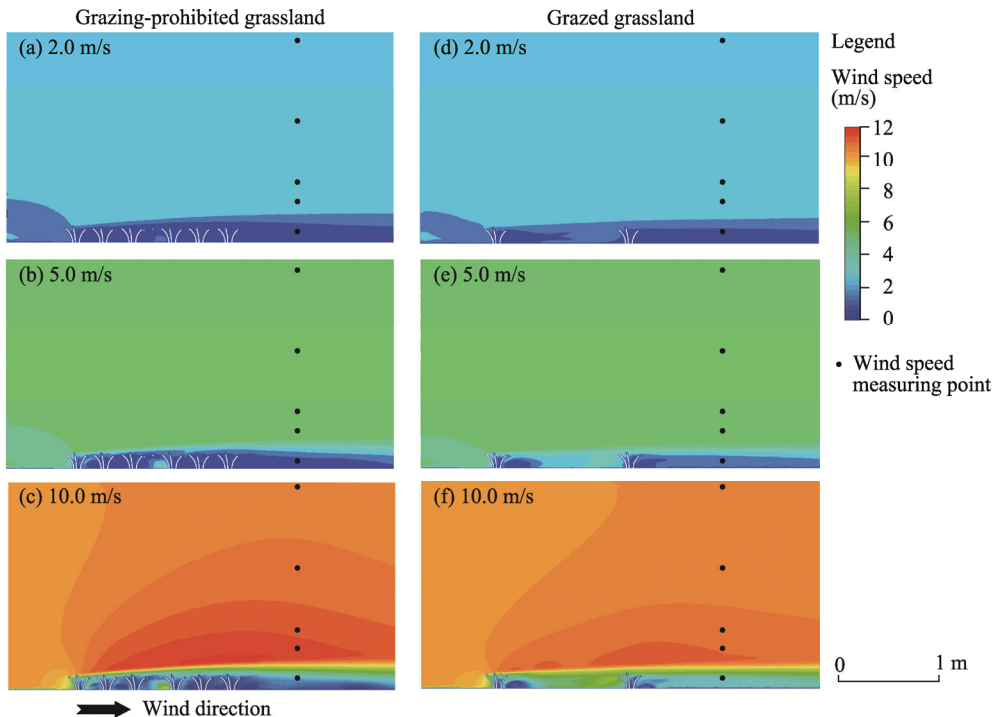 Grazing-prohibited grassland
Grazed grassland
(a) 2.0 m/s
(d) 2.0 m/s
Legend
Wind speed
(m/s)
12
10
8
6
4
2
0
(b) 5.0 m/s
(e) 5.0 m/s
Wind speed
measuring point
(c) 10.0 m/s
(f) 10.0 m/s
0
1 m
Wind direction